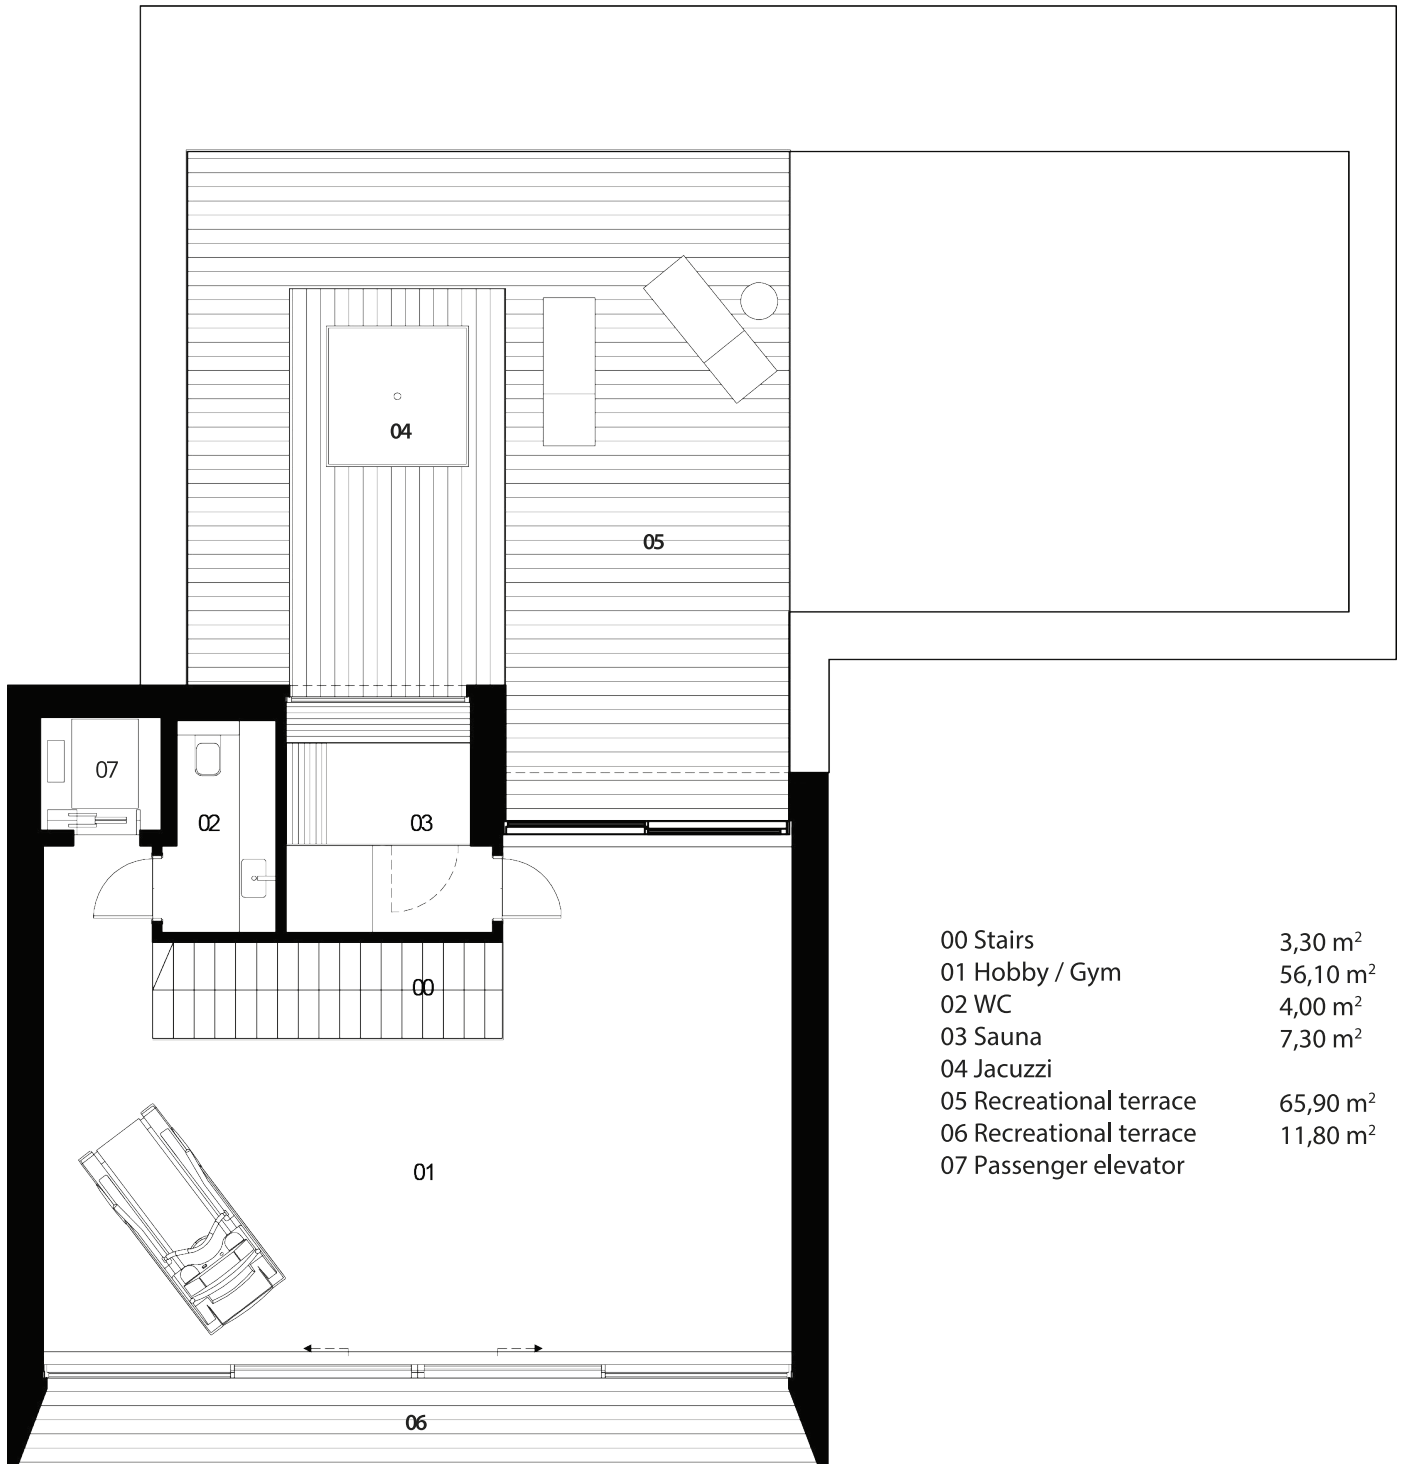 04
05
07
02
03
00
01
06
00 Stairs 3,30 m²
01 Hobby / Gym 56,10 m²
02 WC 4,00 m²
03 Sauna 7,30 m²
04 Jacuzzi
05 Recreational terrace 65,90 m²
06 Recreational terrace 11,80 m²
07 Passenger elevator